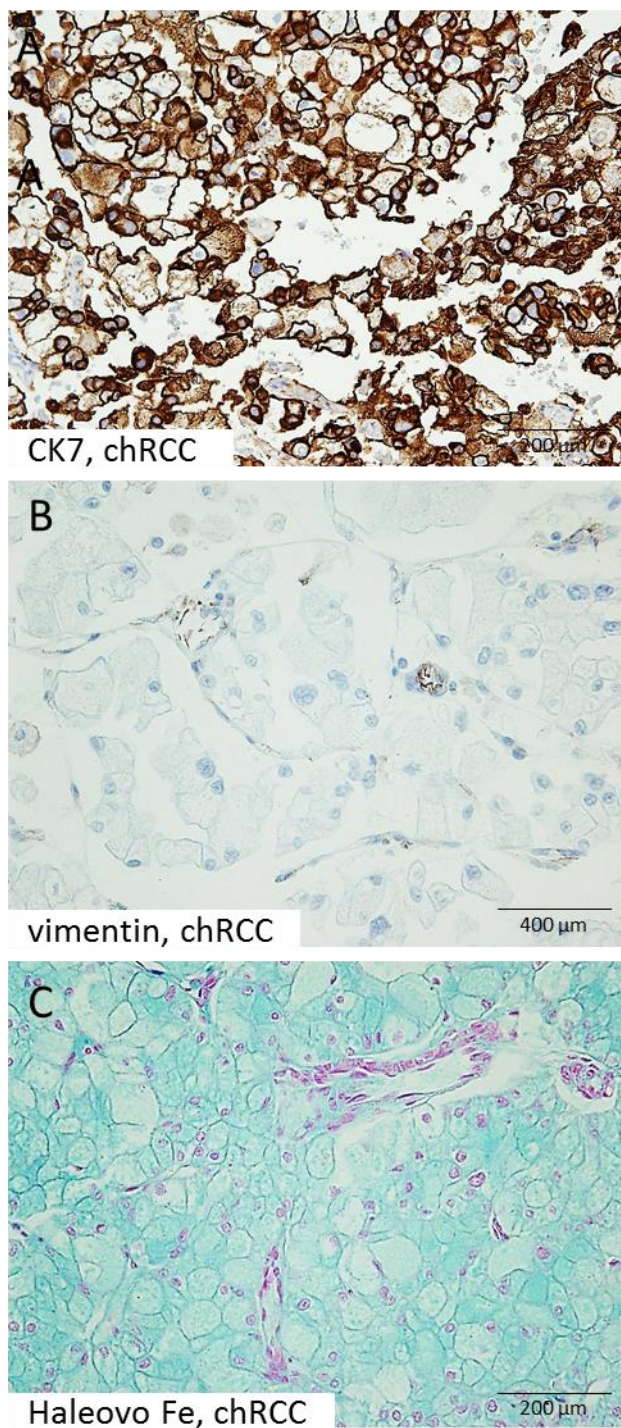 A
A
200 µm
CK7, chRCC
B
400 µm
vimentin, chRCC
C
200 µm
Haleovo Fe, chRCC